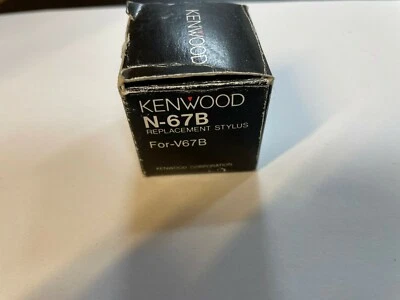 KENWOOD
KENWOOD
N-67B
REPLACEMENT STYLUS
For-V67B
KENWOOD CORPORATION